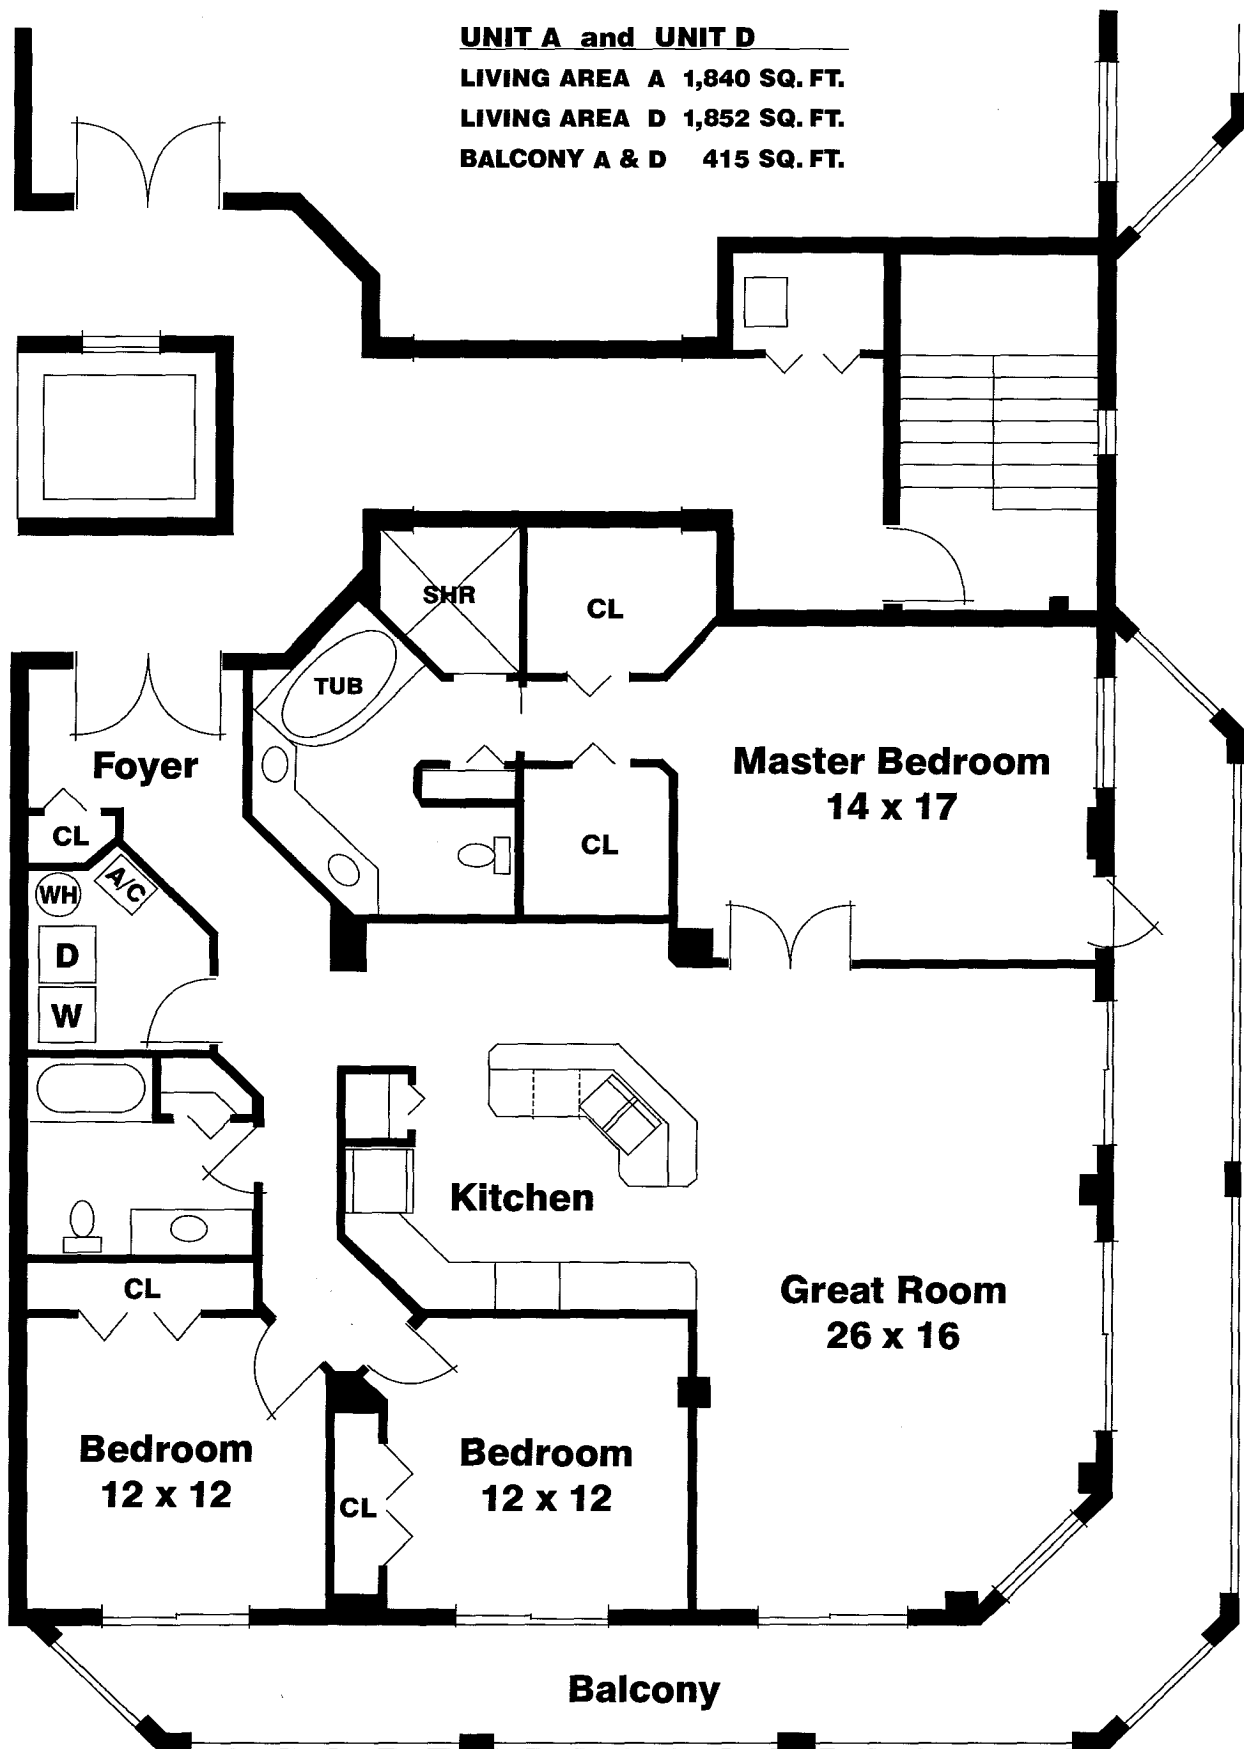 UNIT A and UNIT D
LIVING AREA A 1,840 SQ. FT.
LIVING AREA D 1,852 SQ. FT.
BALCONY A & D 415 SQ. FT.
SHR
CL
TUB
Foyer
Master Bedroom
14 x 17
CL
CL
A/C
WH
D
W
Kitchen
CL
Great Room
26 x 16
Bedroom
12 x 12
Bedroom
12 x 12
CL
Balcony